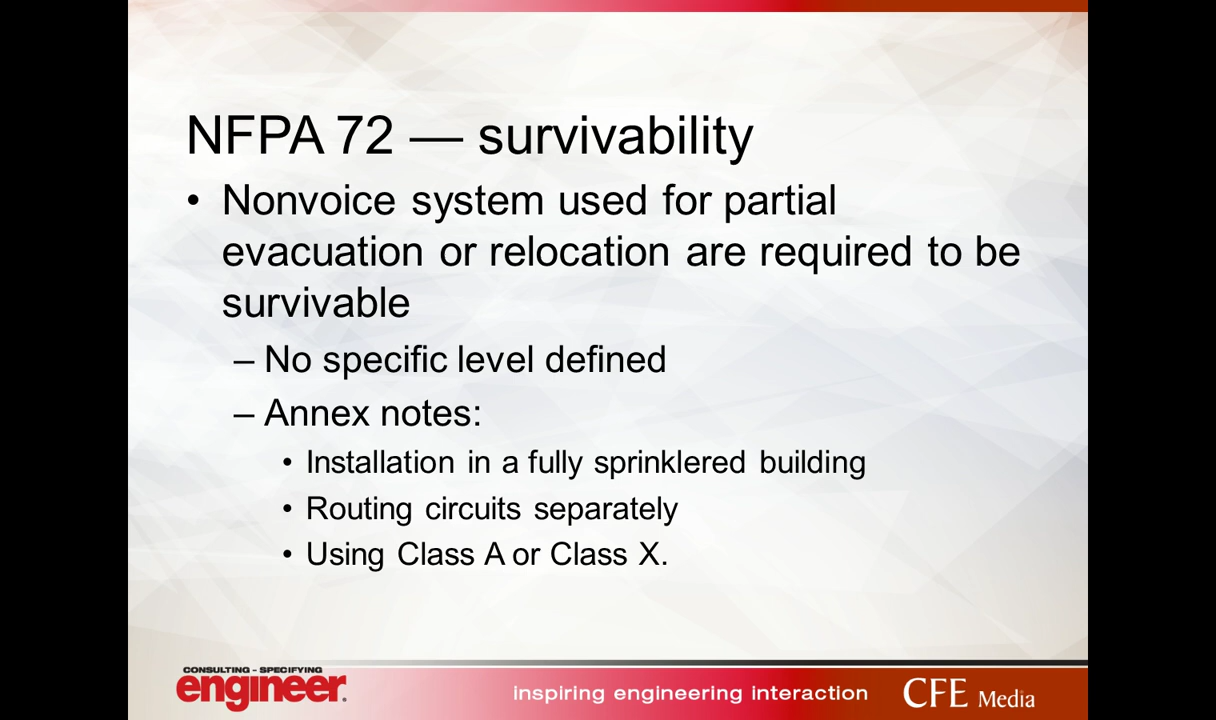 NFPA 72 — survivability
• Nonvoice system used for partial
evacuation or relocation are required to be
survivable
– No specific level defined
– Annex notes:
• Installation in a fully sprinklered building
• Routing circuits separately
• Using Class A or Class X.
CONSULTING - SPECIFYING
engineer.
inspiring engineering interaction
CFE Media